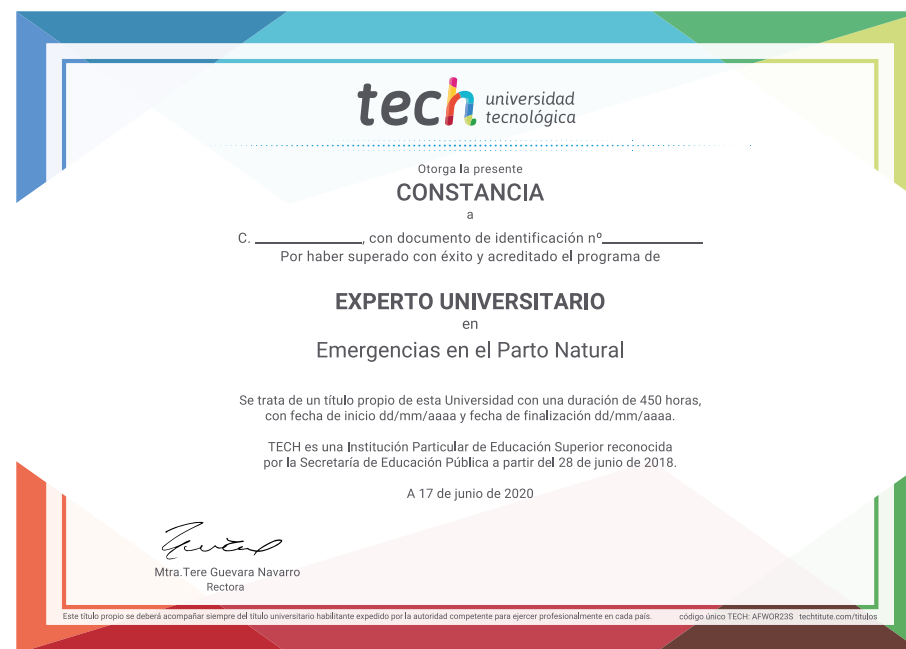 tech universidad
tecnológica
Otorga la presente
CONSTANCIA
a
C. ____________, con documento de identificación nº____________
Por haber superado con éxito y acreditado el programa de
EXPERTO UNIVERSITARIO
en
Emergencias en el Parto Natural
Se trata de un título propio de esta Universidad con una duración de 450 horas,
con fecha de inicio dd/mm/aaaa y fecha de finalización dd/mm/aaaa.
TECH es una Institución Particular de Educación Superior reconocida
por la Secretaría de Educación Pública a partir del 28 de junio de 2018.
A 17 de junio de 2020
Mtra.Tere Guevara Navarro
Rectora
Este título propio se deberá acompañar siempre del título universitario habilitante expedido por la autoridad competente para ejercer profesionalmente en cada país. código único TECH: AFWOR23S techtitute.com/titulos